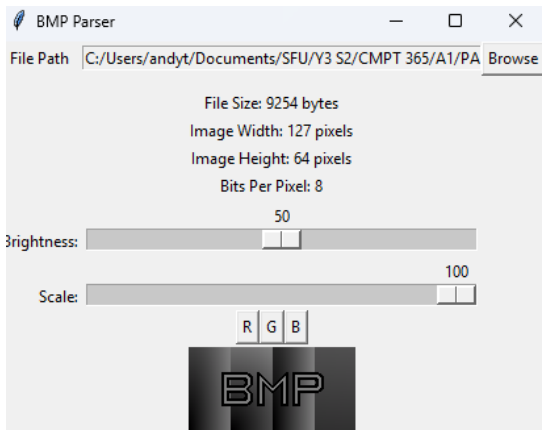 BMP Parser
File Path C:/Users/andyt/Documents/SFU/Y3 S2/CMPT 365/A1/PA Browse
File Size: 9254 bytes
Image Width: 127 pixels
Image Height: 64 pixels
Bits Per Pixel: 8
50
Brightness:
100
Scale:
R G B
BMP